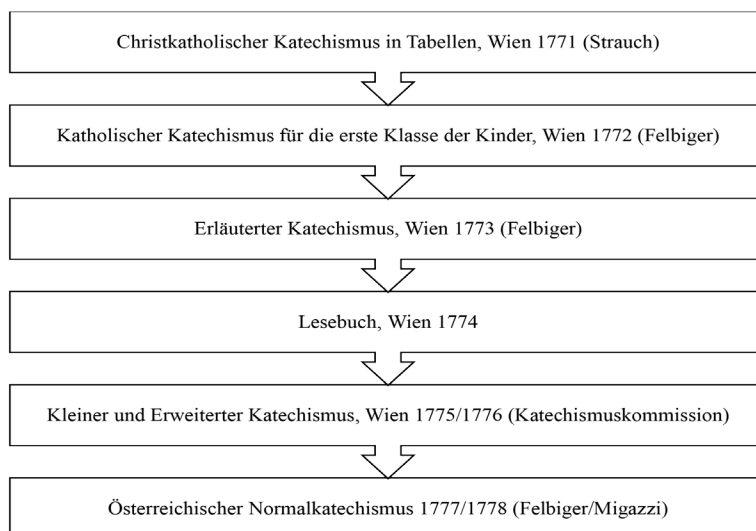 Christkatholischer Katechismus in Tabellen, Wien 1771 (Strauch)
Katholischer Katechismus für die erste Klasse der Kinder, Wien 1772 (Felbiger)
Erläuterter Katechismus, Wien 1773 (Felbiger)
Lesebuch, Wien 1774
Kleiner und Erweiterter Katechismus, Wien 1775/1776 (Katechismuskommission)
Österreichischer Normalkatechismus 1777/1778 (Felbiger/Migazzi)